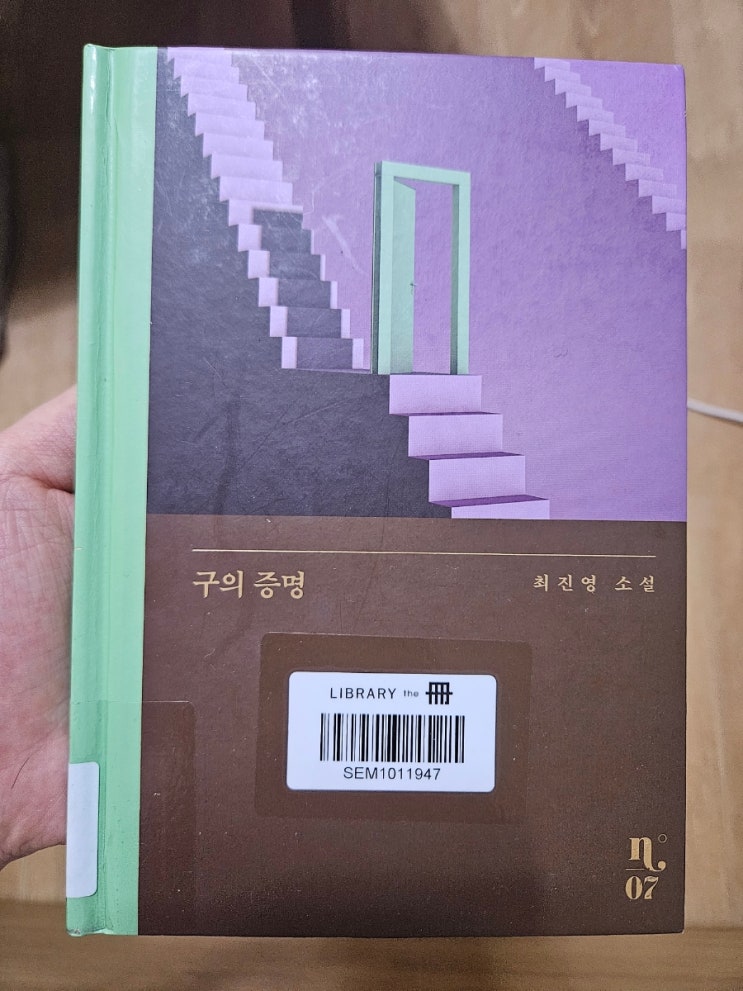 구의 증명
최진영 소설
LIBRARY the 冊
SEM1011947
n°
07